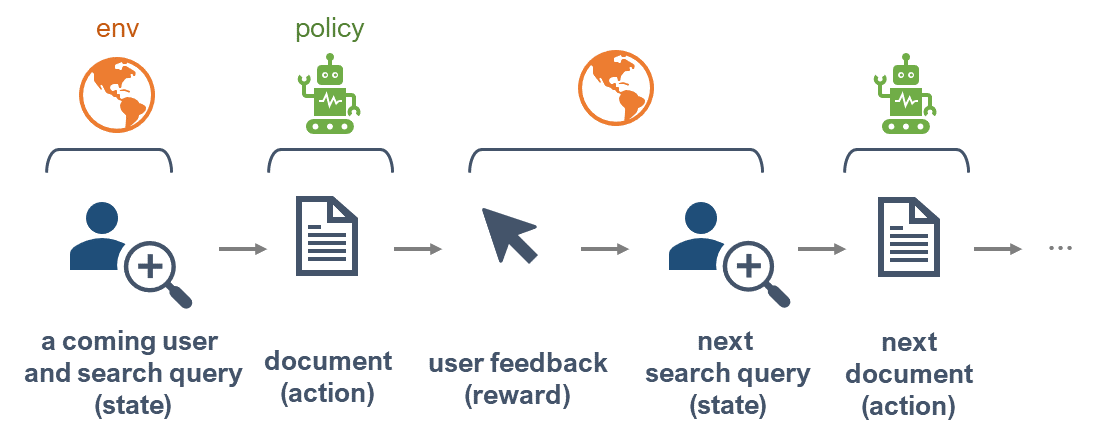 env
policy
...
a coming user
and search query
(state)
document
(action)
user feedback
(reward)
next
search query
(state)
next
document
(action)